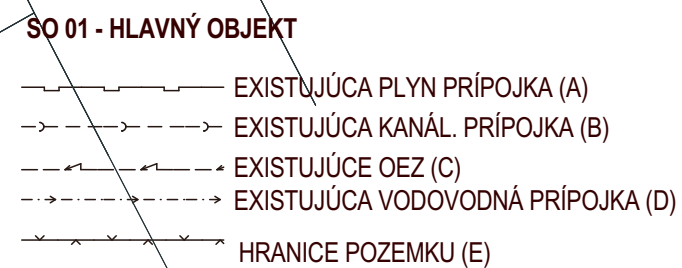 SO 01 - HLAVNÝ OBJEKT
EXISTUJÚCA PLYN PRÍPOJKA (A)
EXISTUJÚCA KANÁL. PRÍPOJKA (B)
EXISTUJÚCE OEZ (C)
EXISTUJÚCA VODOVODNÁ PRÍPOJKA (D)
HRANICE POZEMKU (E)